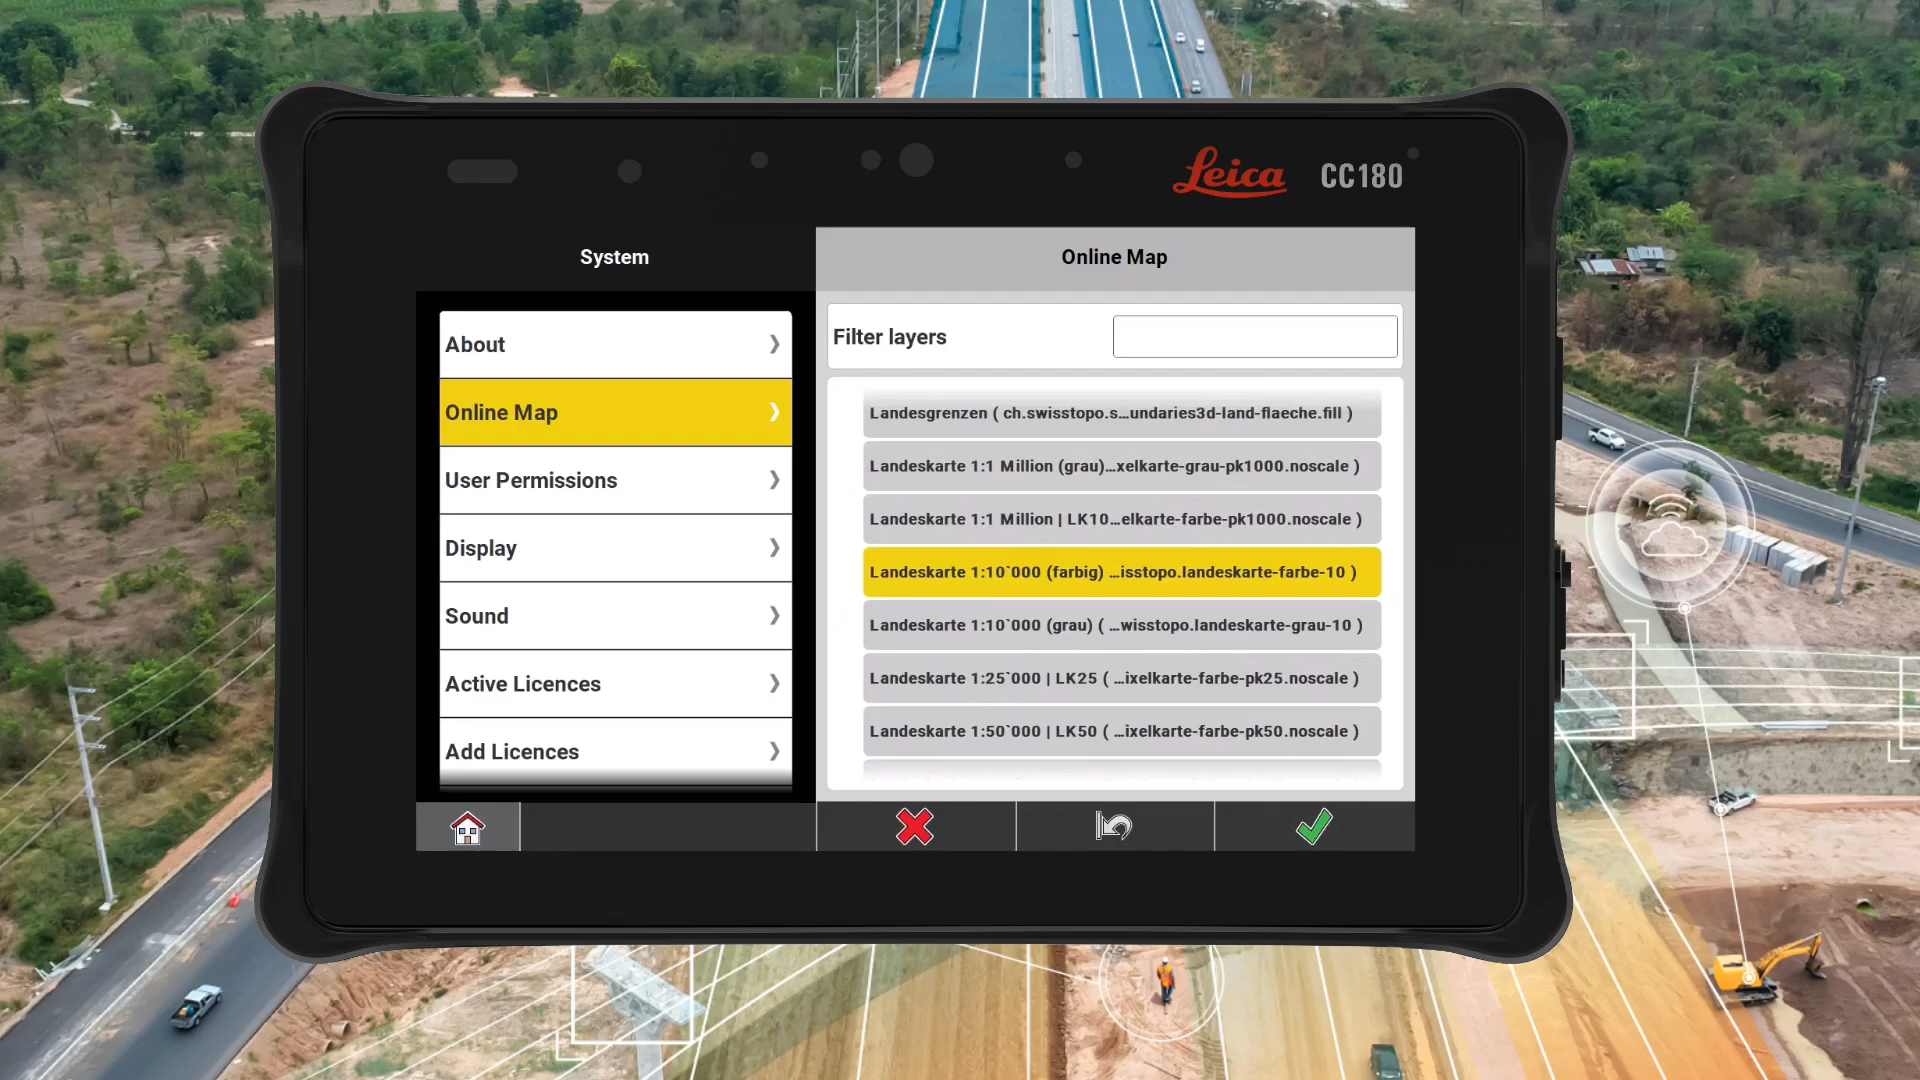 Leica CC180
System
Online Map
About
Online Map
User Permissions
Display
Sound
Active Licences
Add Licences
Filter layers
Landesgrenzen ( ch.swisstopo.s...undaries3d-land-flaeche.fill )
Landeskarte 1:1 Million (grau)...xelkarte-grau-pk1000.noscale )
Landeskarte 1:1 Million | LK10...elkarte-farbe-pk1000.noscale )
Landeskarte 1:10`000 (farbig) ...isstopo.landeskarte-farbe-10 )
Landeskarte 1:10`000 (grau) ( ...wisstopo.landeskarte-grau-10 )
Landeskarte 1:25`000 | LK25 ( ...ixelkarte-farbe-pk25.noscale )
Landeskarte 1:50`000 | LK50 ( ...ixelkarte-farbe-pk50.noscale )